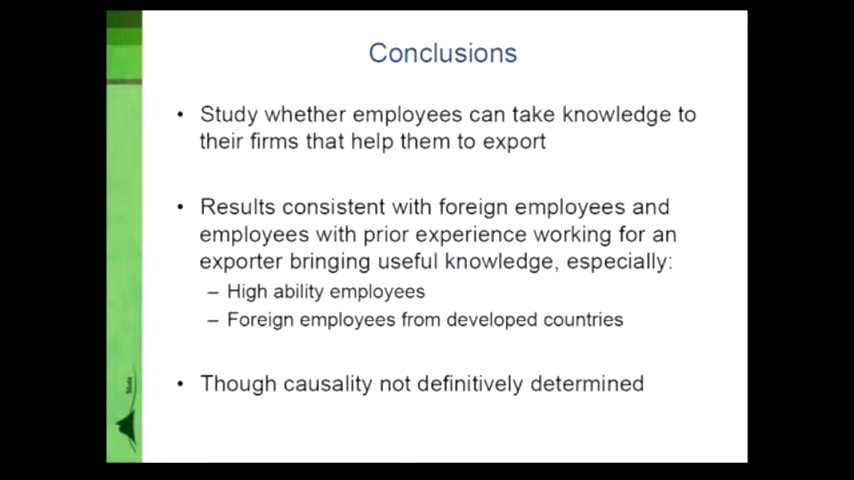 Conclusions
• Study whether employees can take knowledge to
their firms that help them to export
• Results consistent with foreign employees and
employees with prior experience working for an
exporter bringing useful knowledge, especially:
– High ability employees
– Foreign employees from developed countries
• Though causality not definitively determined
Motu